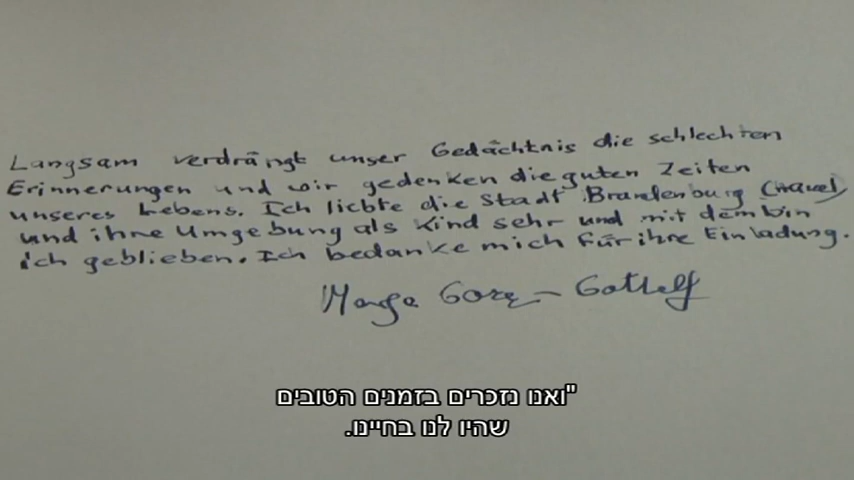 Langsam verdrängt unser Gedächtnis die schlechten
Erinnerungen und wir gedenken die guten Zeiten
unseres Lebens. Ich liebte die Stadt Brandenburg (Havel)
und ihre Umgebung als Kind sehr und mit dem bin
ich geblieben. Ich bedanke mich für ihre Einladung.
Gotthelf
"ואנו נזכרים בזמנים הטובים
שהיו לנו בחיינו.